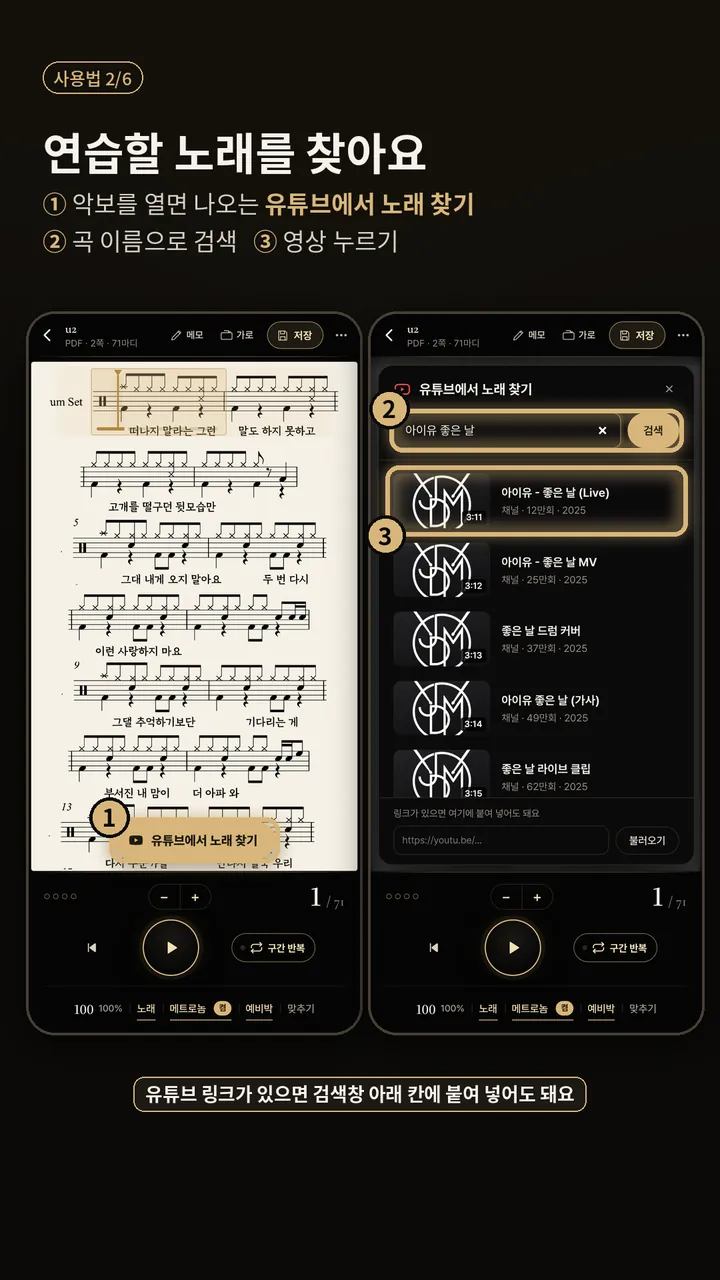 사용법 2/6
연습할 노래를 찾아요
① 악보를 열면 나오는 유튜브에서 노래 찾기
② 곡 이름으로 검색 ③ 영상 누르기
u2
PDF · 2쪽 · 71마디
메모
가로
저장
um Set
떠나지 말라는 그런 말도 하지 못하고
고개를 떨구던 뒷모습만
5
그대 내게 오지 말아요 두 번 다시
이런 사랑하지 마요
9
그댈 추억하기보단 기다리는 게
부서진 내 맘이 더 아파 와
13
1
유튜브에서 노래 찾기
우리
1 / 71
구간 반복
100 100% 노래 메트로놈 컴 예비박 맞추기
u2
PDF · 2쪽 · 71마디
메모
가로
저장
유튜브에서 노래 찾기
2
아이유 좋은 날
검색
3
아이유 - 좋은 날 (Live)
채널 · 12만회 · 2025
3:11
아이유 - 좋은 날 MV
채널 · 25만회 · 2025
3:12
좋은 날 드럼 커버
채널 · 37만회 · 2025
3:13
아이유 좋은 날 (가사)
채널 · 49만회 · 2025
3:14
좋은 날 라이브 클립
채널 · 62만회 · 2025
3:15
링크가 있으면 여기에 붙여 넣어도 돼요
https://youtu.be/...
불러오기
1 / 71
구간 반복
100 100% 노래 메트로놈 컴 예비박 맞추기
유튜브 링크가 있으면 검색창 아래 칸에 붙여 넣어도 돼요